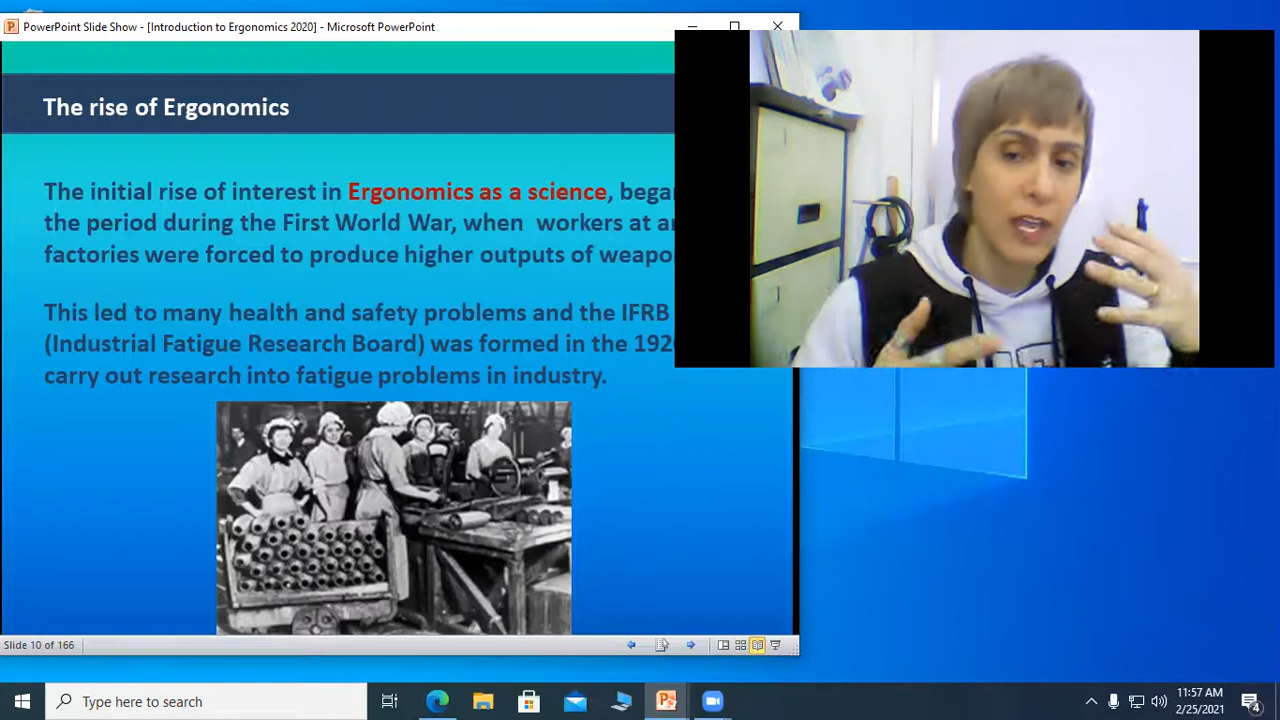 PowerPoint Slide Show - [Introduction to Ergonomics 2020] - Microsoft PowerPoint
The rise of Ergonomics
The initial rise of interest in Ergonomics as a science, began
the period during the First World War, when workers at
factories were forced to produce higher outputs of
This led to many health and safety problems and the IFRB
(Industrial Fatigue Research Board) was formed in the
carry out research into fatigue problems in industry.
Slide 10 of 166
Type here to search
11:57 AM
2/25/2021
4